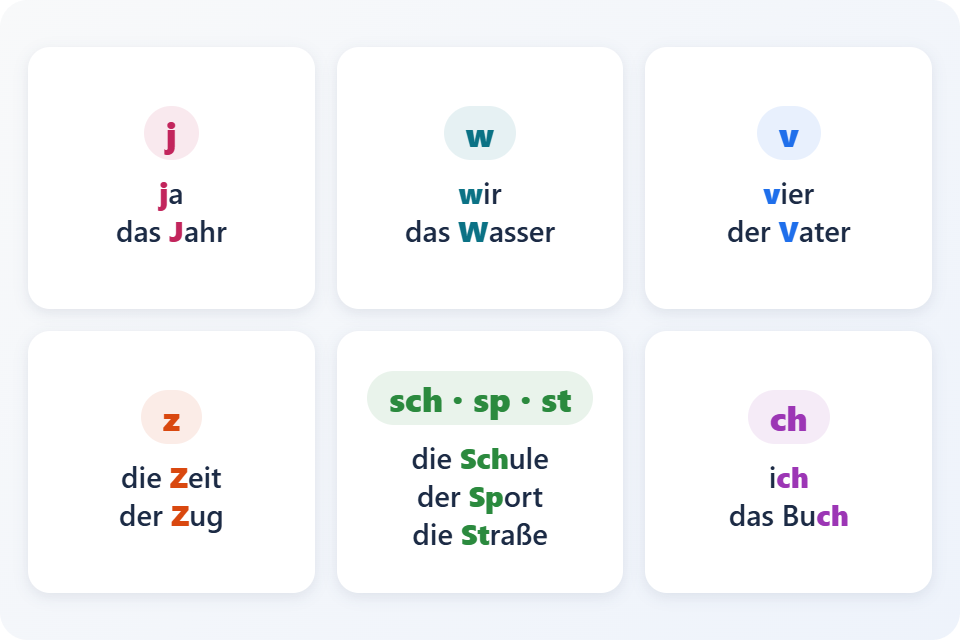 j
ja
das Jahr
w
wir
das Wasser
v
vier
der Vater
z
die Zeit
der Zug
sch · sp · st
die Schule
der Sport
die Straße
ch
ich
das Buch